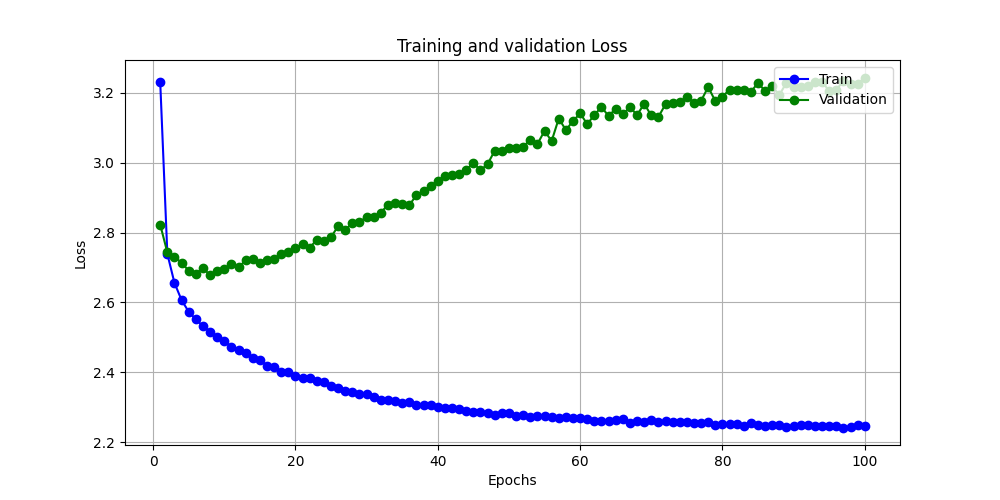 Training and validation Loss
Train
Validation
3.2
3.0
2.8
2.6
2.4
2.2
Loss
0
20
40
60
80
100
Epochs